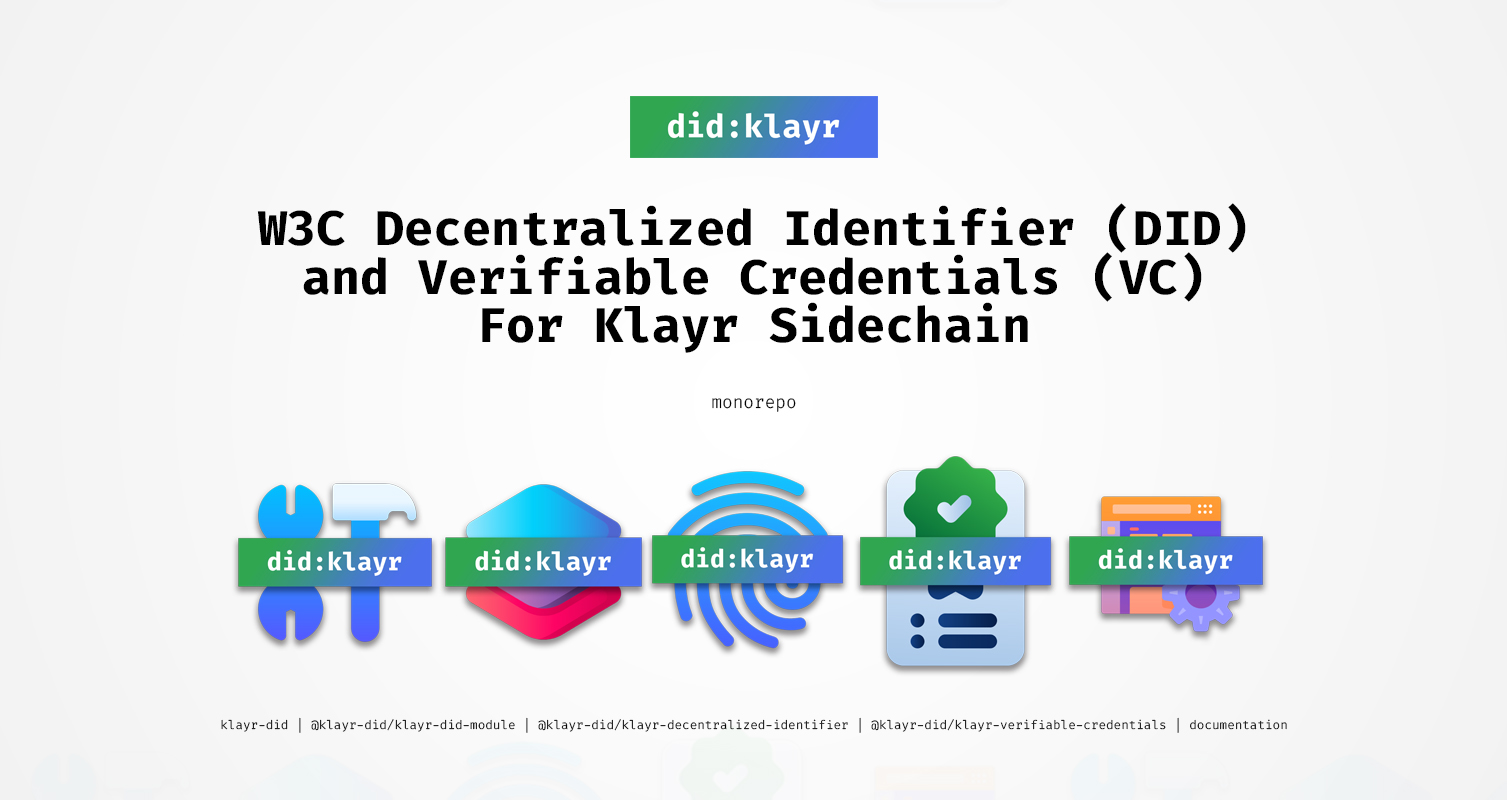 did:klayr
W3C Decentralized Identifier (DID)
and Verifiable Credentials (VC)
For Klayr Sidechain
monorepo
did:klayr
did:klayr
did:klayr
did:klayr
did:klayr
klayr-did | @klayr-did/klayr-did-module | @klayr-did/klayr-decentralized-identifier | @klayr-did/klayr-verifiable-credentials | documentation